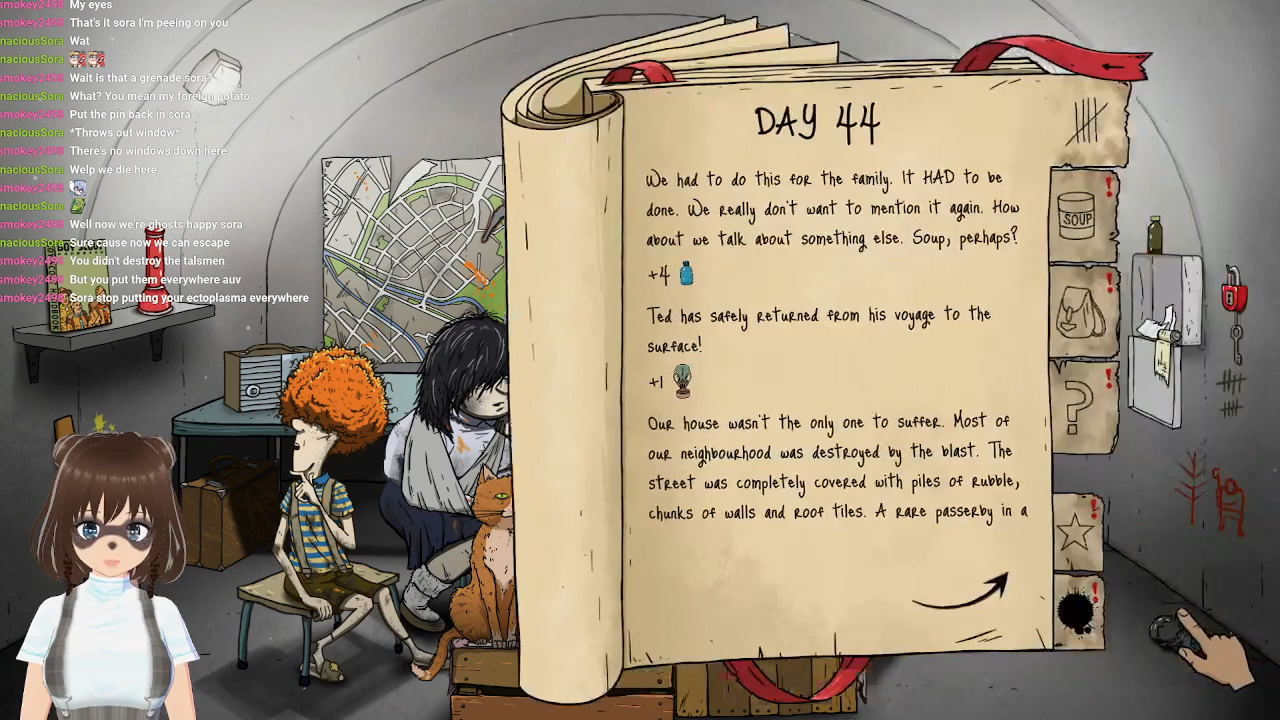 smokey2498 My eyes
smokey2498 That's it sora I'm peeing on you
naciousSora Wat
naciousSora
smokey2498 Wait is that a grenade sora?
naciousSora What? You mean my foreign potato
smokey2498 Put the pin back in sora
naciousSora *Throws out window*
smokey2498 There's no windows down here
naciousSora Welp we die here
smokey2498
naciousSora
smokey2498 Well now we're ghosts happy sora
naciousSora Sure cause now we can escape
smokey2498 You didn't destroy the talsmen
smokey2498 But you put them everywhere auv
smokey2498 Sora stop putting your ectoplasma everywhere
DAY 44
We had to do this for the family. It HAD to be
done. We really don't want to mention it again. How
about we talk about something else. Soup, perhaps?
+4
Ted has safely returned from his voyage to the
surface!
+1
Our house wasn't the only one to suffer. Most of
our neighbourhood was destroyed by the blast. The
street was completely covered with piles of rubble,
chunks of walls and roof tiles. A rare passerby in a
SOUP
!
!
?
!
!
!